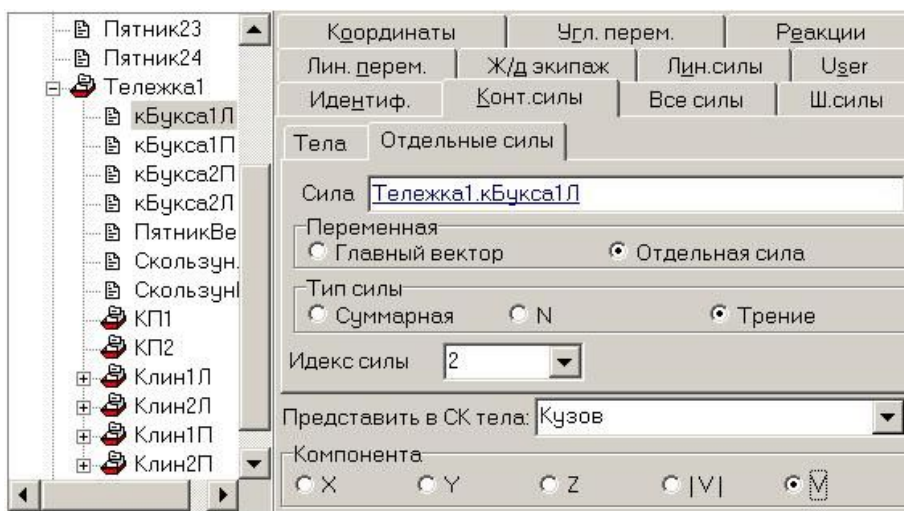 Пятник23
Пятник24
Тележка1
кБукса1Л
кБукса1П
кБукса2П
кБукса2Л
ПятникВе
Скользун.
Скользун
КП1
КП2
Клин1Л
Клин2Л
Клин1П
Клин2П
Координаты Угл. перем. Реакции
Лин. перем. Ж/д экипаж Лин.силы User
Идентиф. Конт.силы Все силы Ш.силы
Тела Отдельные силы
Сила Тележка1.кБукса1Л
Переменная
Главный вектор Отдельная сила
Тип силы
Суммарная N Трение
Идекс силы 2
Представить в СК тела: Кузов
Компонента
X Y Z |V| V